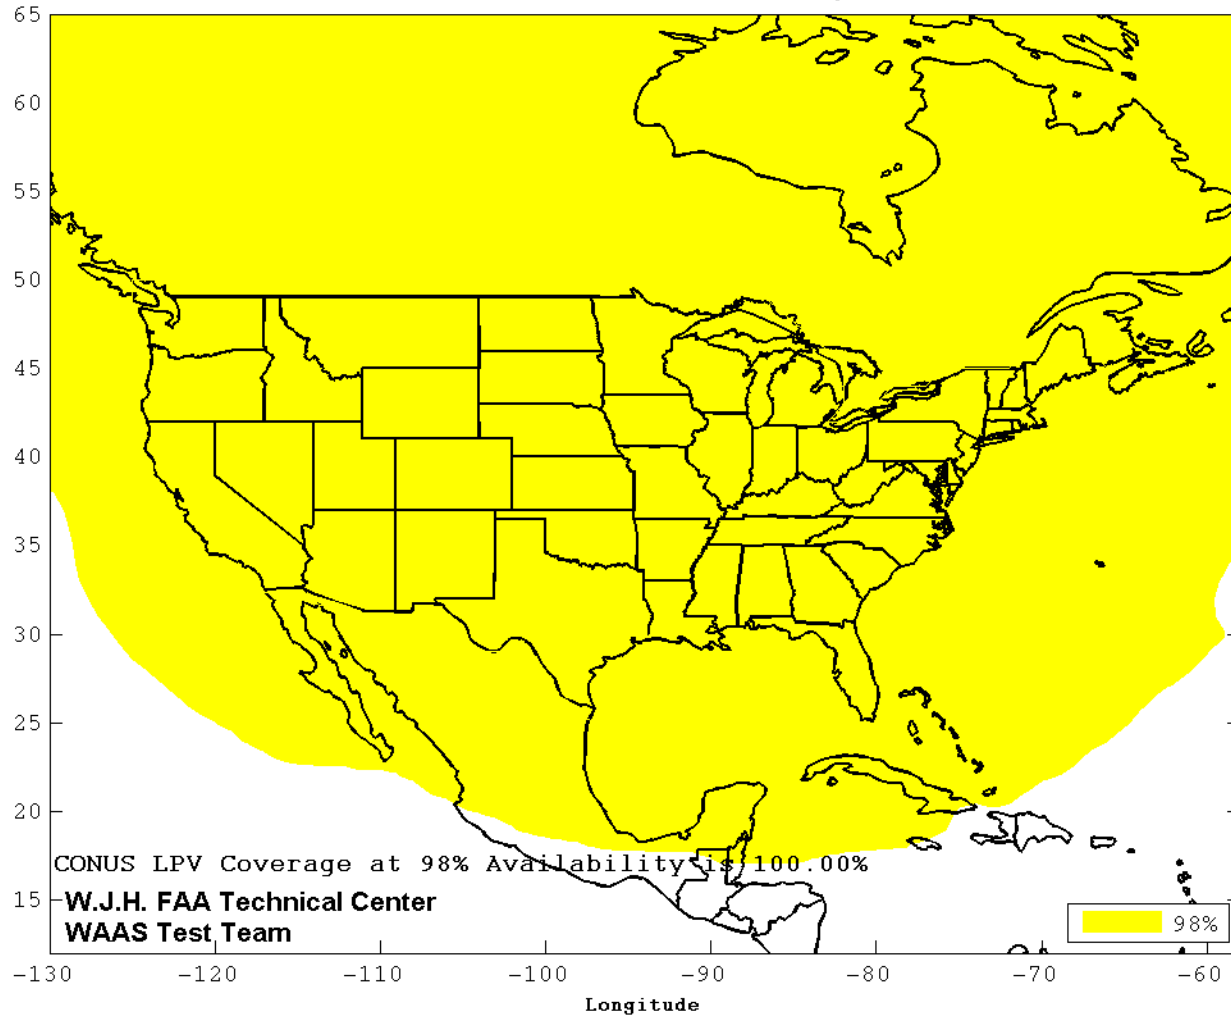 65
60
55
50
45
40
35
30
25
20
CONUS LPV Coverage at 98% Availability is 100.00%
15
W.J.H. FAA Technical Center
WAAS Test Team
98%
-130 -120 -110 -100 -90 -80 -70 -60
Longitude